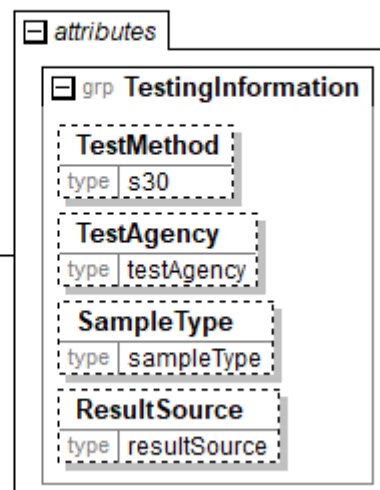 attributes
grp TestingInformation
TestMethod
type s30
TestAgency
type testAgency
SampleType
type sampleType
ResultSource
type resultSource